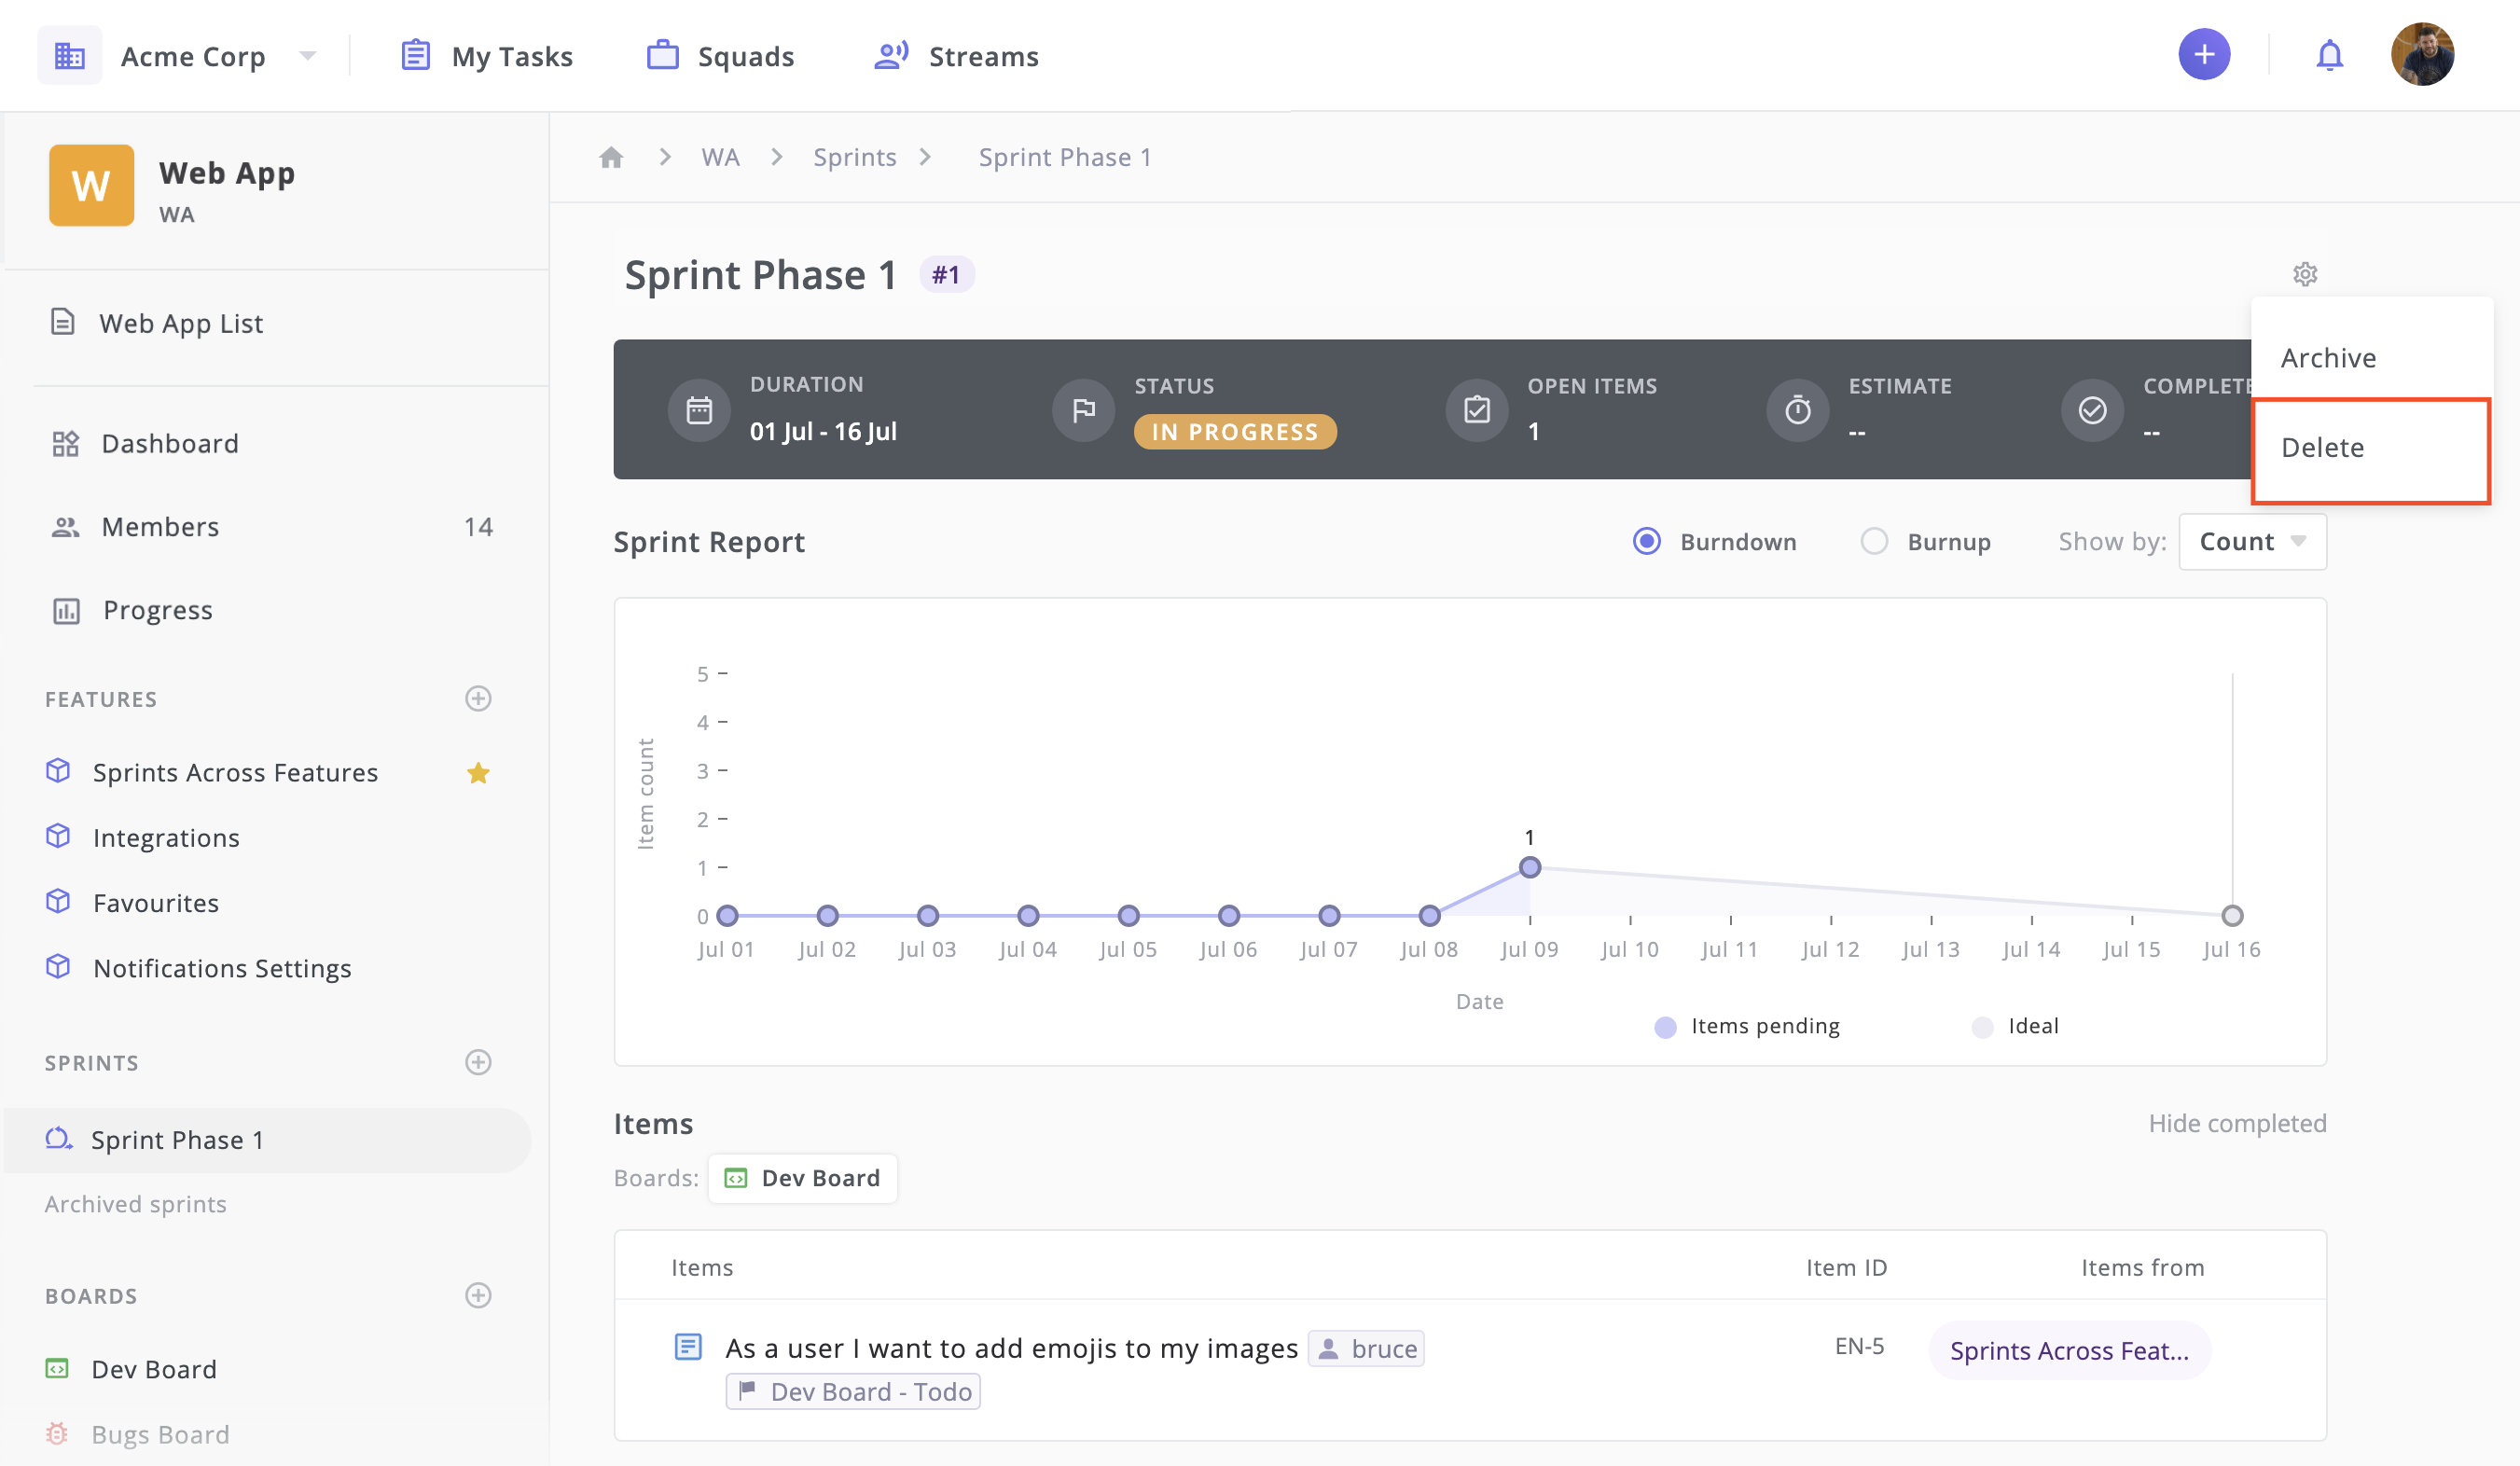 Acme Corp My Tasks Squads Streams
W Web App
WA
WA Sprints Sprint Phase 1
Web App List
Dashboard
Members 14
Progress
FEATURES
Sprints Across Features
Integrations
Favourites
Notifications Settings
SPRINTS
Sprint Phase 1
Archived sprints
BOARDS
Dev Board
Bugs Board
Sprint Phase 1 #1
Archive
Delete
DURATION
01 Jul - 16 Jul
STATUS
IN PROGRESS
OPEN ITEMS
1
ESTIMATE
--
COMPLETE
--
Sprint Report Burndown Burnup Show by: Count
Item count
5
4
3
2
1
0
1
Jul 01 Jul 02 Jul 03 Jul 04 Jul 05 Jul 06 Jul 07 Jul 08 Jul 09 Jul 10 Jul 11 Jul 12 Jul 13 Jul 14 Jul 15 Jul 16
Date
Items pending Ideal
Items Hide completed
Boards: Dev Board
Items Item ID Items from
As a user I want to add emojis to my images bruce EN-5 Sprints Across Feat...
Dev Board - Todo